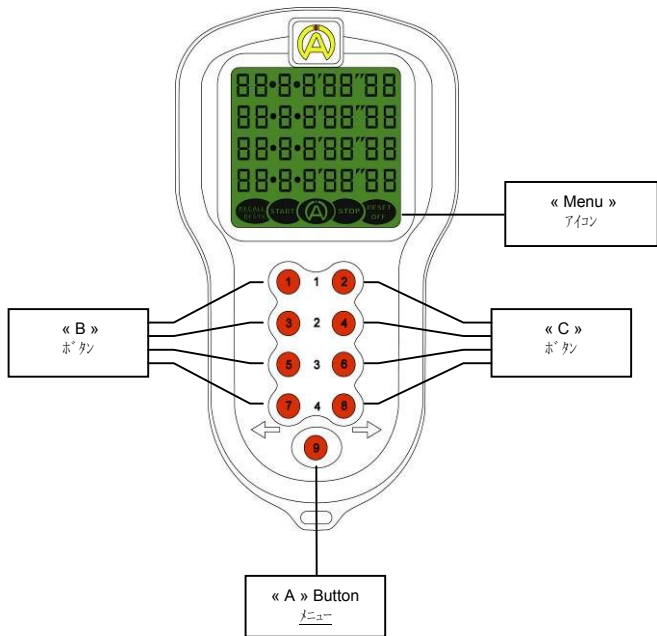 A
88•8•8'88"88
88•8•8'88"88
88•8•8'88"88
88•8•8'88"88
RECALL BESTS START A STOP RESET OFF
« Menu »
アイコン
1 1 2
« B »
ボタン
3 2 4
« C »
ボタン
5 3 6
7 4 8
9
« A » Button
メニュー